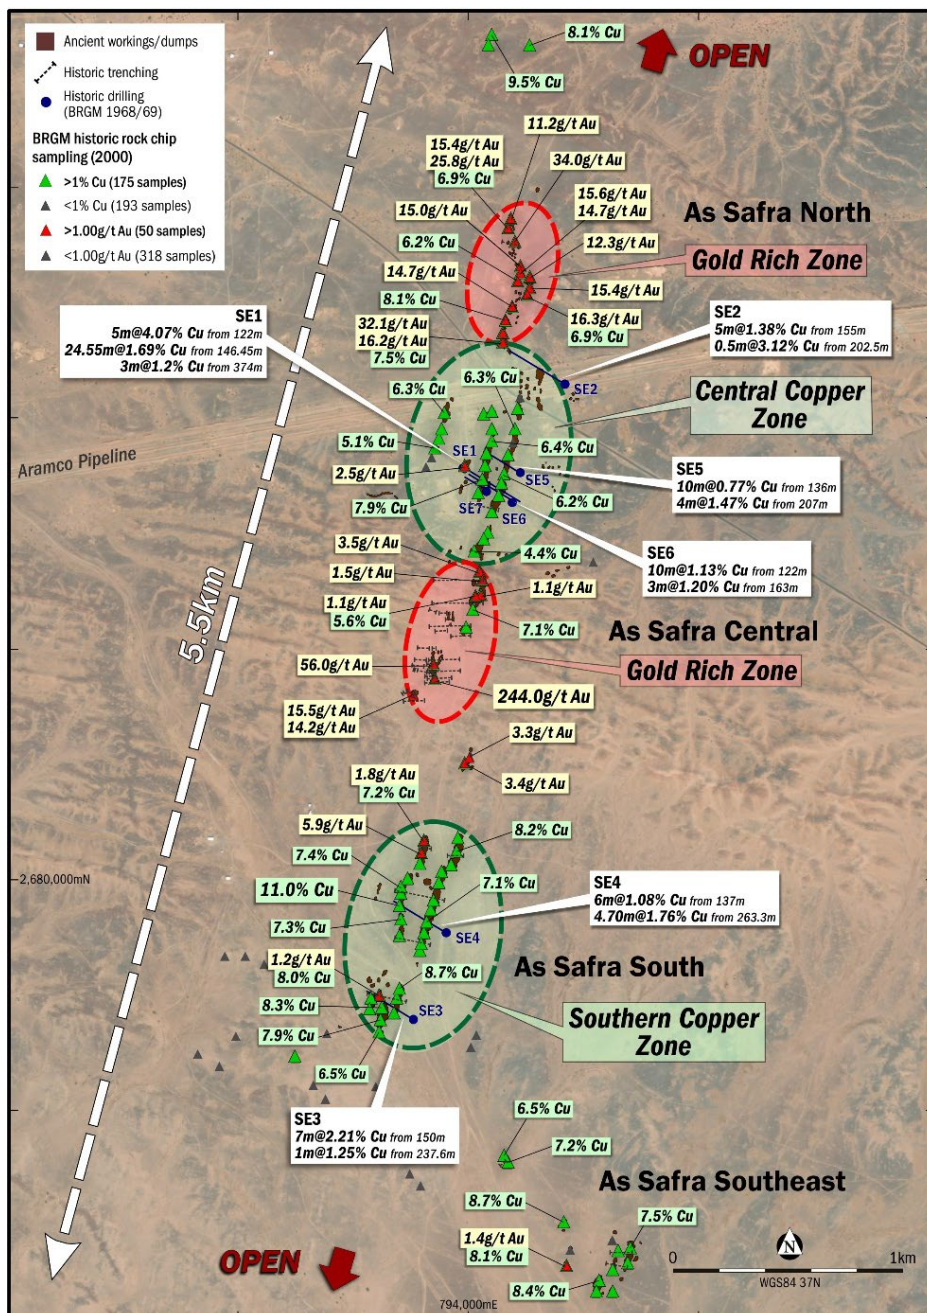 Ancient workings/dumps
Historic trenching
Historic drilling
(BRGM 1968/69)
BRGM historic rock chip
sampling (2000)
>1% Cu (175 samples)
<1% Cu (193 samples)
>1.00g/t Au (50 samples)
<1.00g/t Au (318 samples)
8.1% Cu
9.5% Cu
OPEN
11.2g/t Au
15.4g/t Au
25.8g/t Au
6.9% Cu
34.0g/t Au
15.6g/t Au
14.7g/t Au
15.0g/t Au
As Safra North
6.2% Cu
12.3g/t Au
Gold Rich Zone
14.7g/t Au
8.1% Cu
15.4g/t Au
16.3g/t Au
6.9% Cu
32.1g/t Au
16.2g/t Au
7.5% Cu
SE1
5m@4.07% Cu from 122m
24.55m@1.69% Cu from 146.45m
3m@1.2% Cu from 374m
SE2
5m@1.38% Cu from 155m
0.5m@3.12% Cu from 202.5m
6.3% Cu
6.3% Cu
SE2
Central Copper
Zone
5.1% Cu
SE1
6.4% Cu
Aramco Pipeline
2.5g/t Au
SE5
SE5
10m@0.77% Cu from 136m
4m@1.47% Cu from 207m
7.9% Cu
SE7
SE6
6.2% Cu
SE6
10m@1.13% Cu from 122m
3m@1.20% Cu from 163m
3.5g/t Au
4.4% Cu
1.5g/t Au
1.1g/t Au
1.1g/t Au
5.6% Cu
7.1% Cu
As Safra Central
Gold Rich Zone
5.5km
56.0g/t Au
244.0g/t Au
15.5g/t Au
14.2g/t Au
3.3g/t Au
3.4g/t Au
1.8g/t Au
7.2% Cu
5.9g/t Au
8.2% Cu
7.4% Cu
2,680,000mN
11.0% Cu
7.1% Cu
SE4
6m@1.08% Cu from 137m
4.70m@1.76% Cu from 263.3m
7.3% Cu
SE4
1.2g/t Au
8.0% Cu
8.7% Cu
As Safra South
8.3% Cu
SE3
Southern Copper
Zone
7.9% Cu
6.5% Cu
SE3
7m@2.21% Cu from 150m
1m@1.25% Cu from 237.6m
6.5% Cu
7.2% Cu
As Safra Southeast
8.7% Cu
7.5% Cu
1.4g/t Au
8.1% Cu
OPEN
8.4% Cu
N
0 1km
WGS84 37N
794,000mE